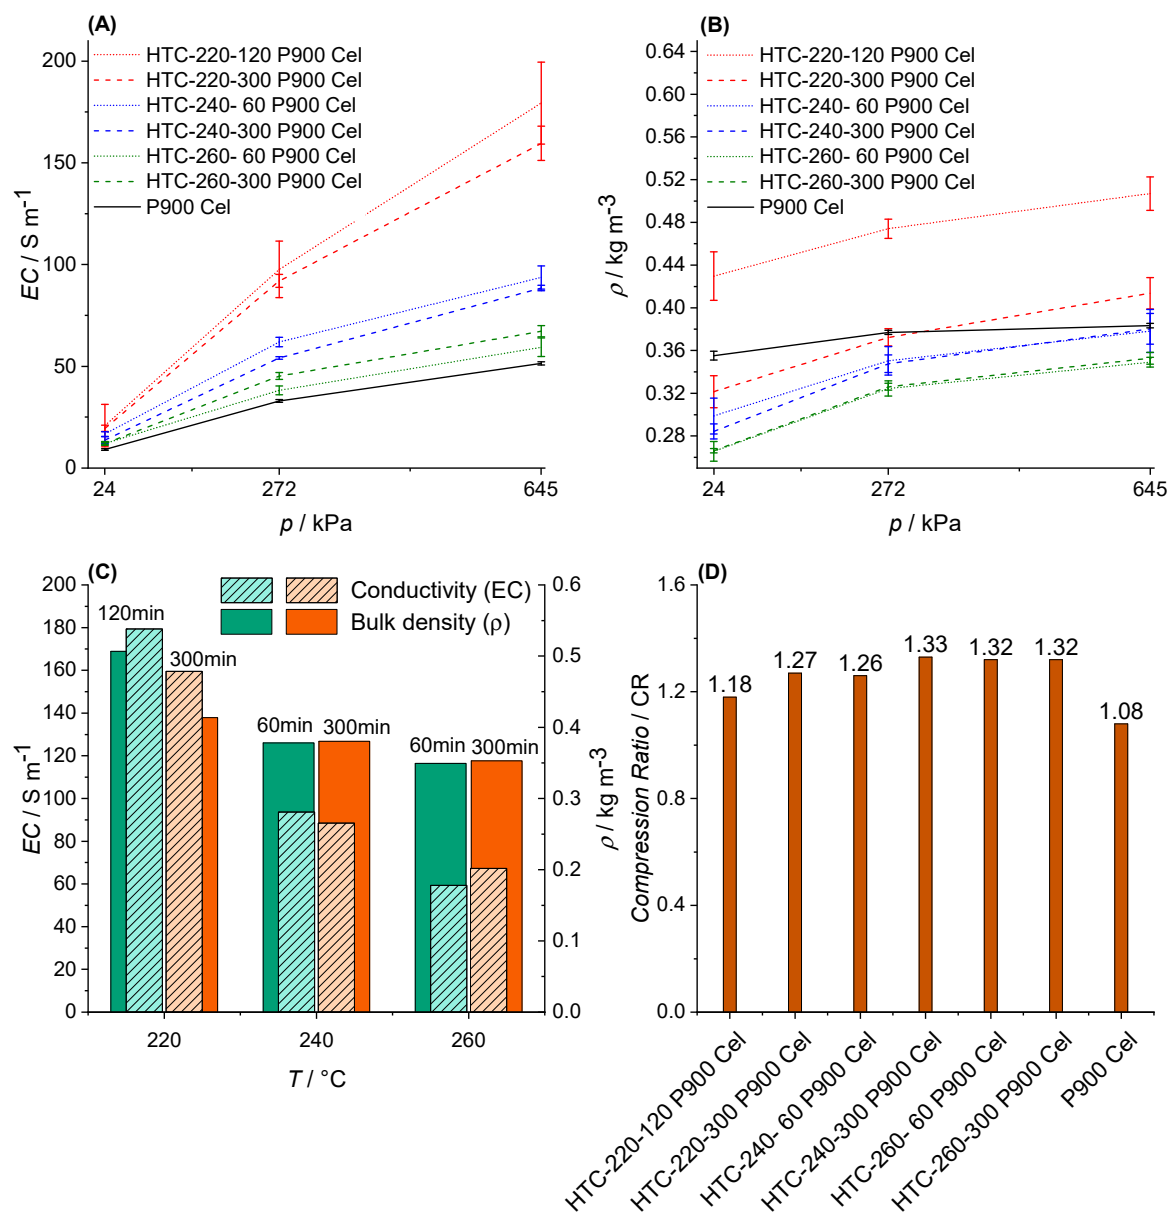 (A)
200
150
100
50
0
EC / S m⁻¹
HTC-220-120 P900 Cel
HTC-220-300 P900 Cel
HTC-240- 60 P900 Cel
HTC-240-300 P900 Cel
HTC-260- 60 P900 Cel
HTC-260-300 P900 Cel
P900 Cel
24 272 645
p / kPa
(B)
0.64
0.60
0.56
0.52
0.48
0.44
0.40
0.36
0.32
0.28
ρ / kg m⁻³
HTC-220-120 P900 Cel
HTC-220-300 P900 Cel
HTC-240- 60 P900 Cel
HTC-240-300 P900 Cel
HTC-260- 60 P900 Cel
HTC-260-300 P900 Cel
P900 Cel
24 272 645
p / kPa
(C)
200
180
160
140
120
100
80
60
40
20
0
EC / S m⁻¹
Conductivity (EC)
Bulk density (ρ)
120min
300min
60min 300min
60min 300min
0.6
0.5
0.4
0.3
0.2
0.1
0.0
ρ / kg m⁻³
220 240 260
T / °C
(D)
1.6
1.2
0.8
0.4
0.0
Compression Ratio / CR
1.18 1.27 1.26 1.33 1.32 1.32 1.08
HTC-220-120 P900 Cel
HTC-220-300 P900 Cel
HTC-240- 60 P900 Cel
HTC-240-300 P900 Cel
HTC-260- 60 P900 Cel
HTC-260-300 P900 Cel
P900 Cel